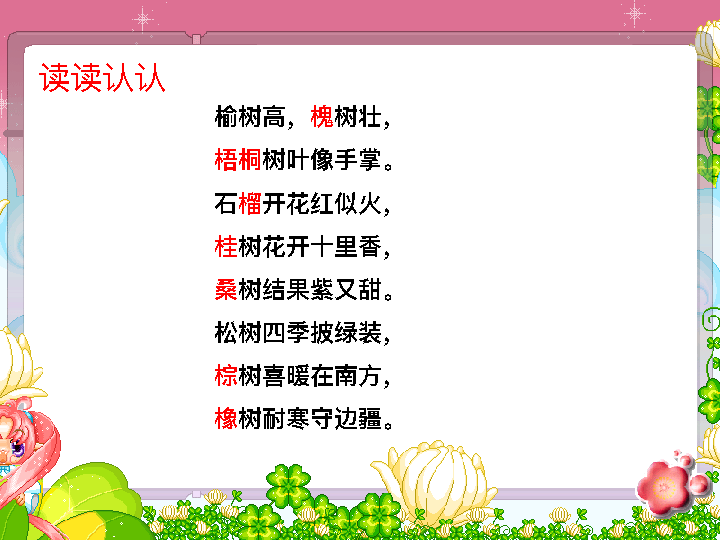 读读认认
榆树高，槐树壮，
梧桐树叶像手掌。
石榴开花红似火，
桂树花开十里香，
桑树结果紫又甜。
松树四季披绿装，
棕树喜暖在南方，
橡树耐寒守边疆。